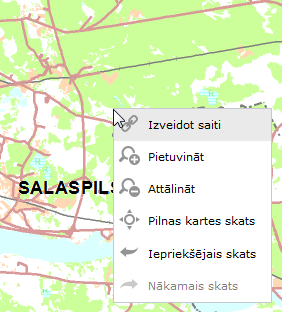 Izveidot saiti
Pietuvināt
SALASPILS
Attālināt
Pilnas kartes skats
Iepriekšējais skats
Nākamais skats